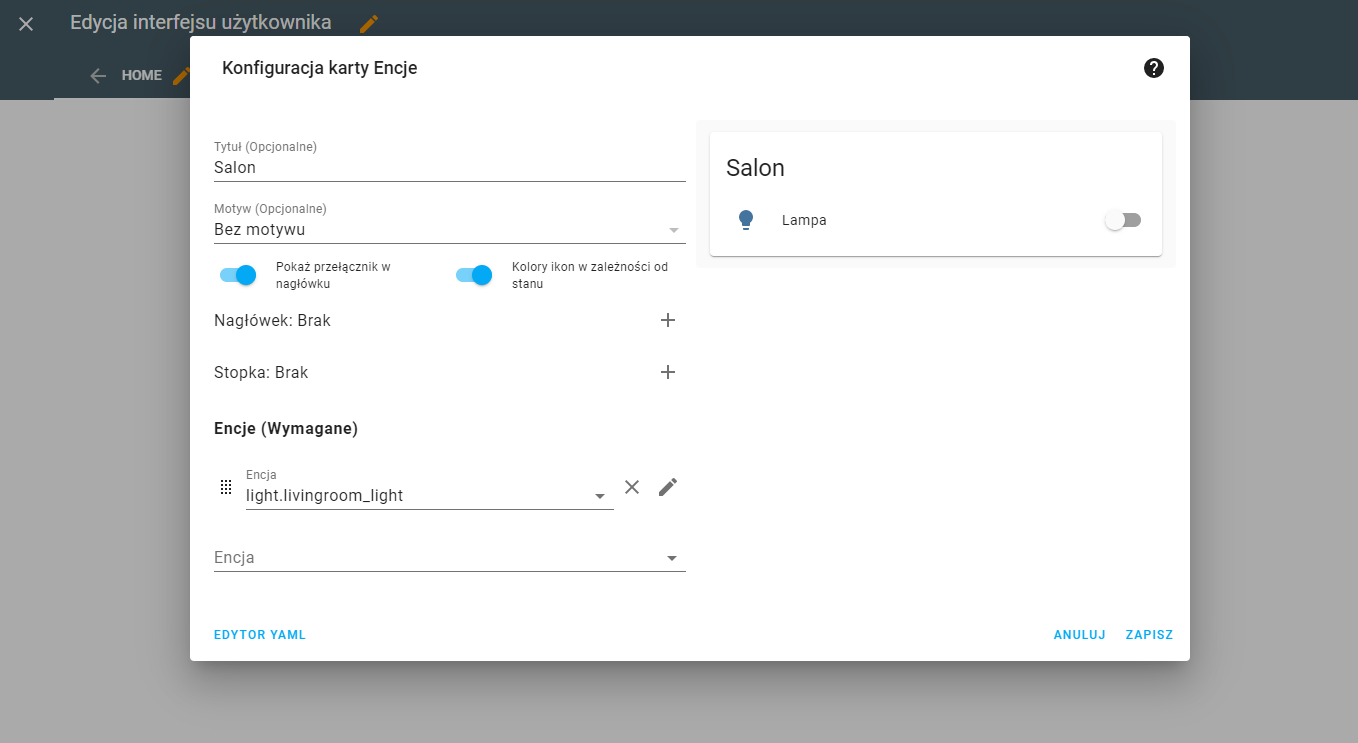 Edycja interfejsu użytkownika
HOME
Konfiguracja karty Encje
Tytuł (Opcjonalne)
Salon
Motyw (Opcjonalne)
Bez motywu
Pokaż przełącznik w
nagłówku
Kolory ikon w zależności od
stanu
Nagłówek: Brak
Stopka: Brak
Encje (Wymagane)
Encja
light.livingroom_light
Encja
Salon
Lampa
EDYTOR YAML
ANULUJ
ZAPISZ